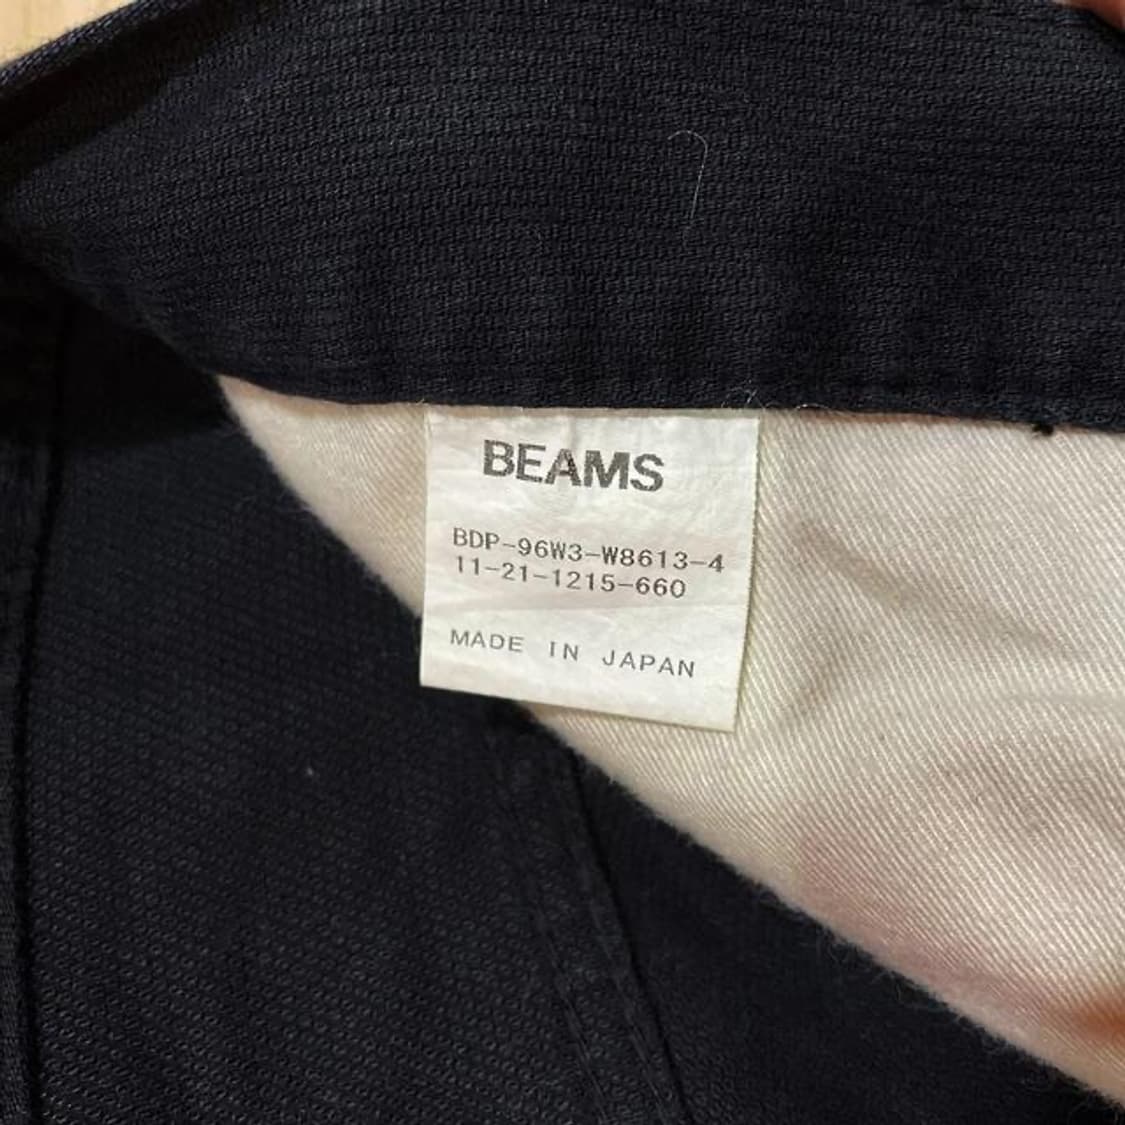 BEAMS
BDP-96W3-W8613-4
11-21-1215-660
MADE IN JAPAN